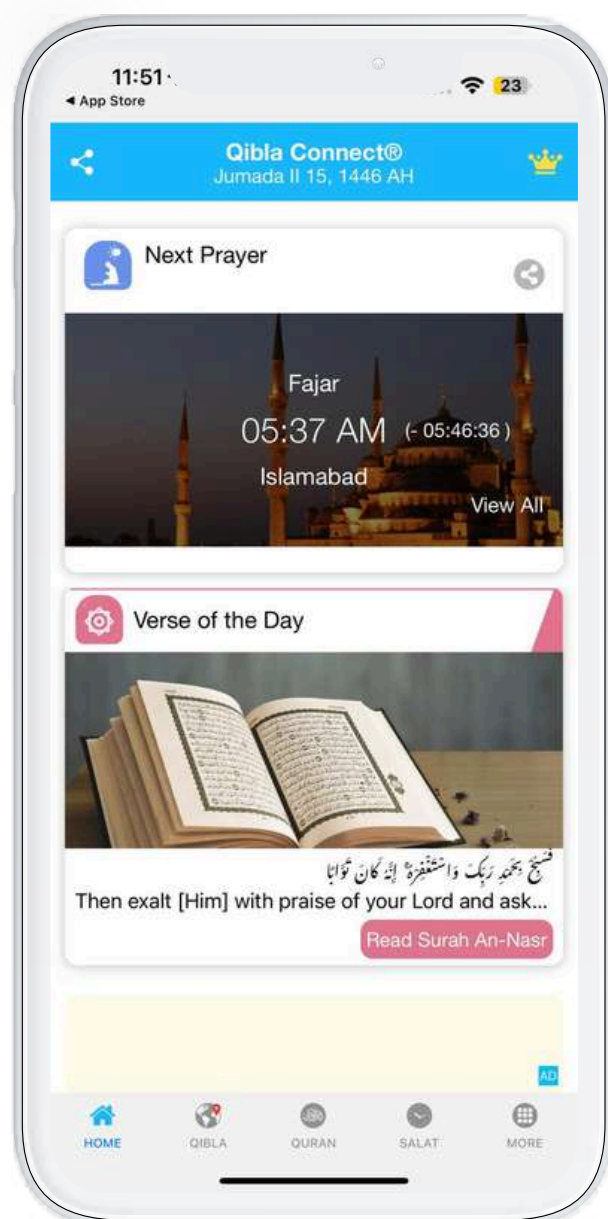 11:51
23
◀ App Store
Qibla Connect®
Jumada II 15, 1446 AH
Next Prayer
Fajar
05:37 AM (- 05:46:36 )
Islamabad
View All
Verse of the Day
فَسَبِّحْ بِحَمْدِ رَبِّكَ وَاسْتَغْفِرْهُ ۚ إِنَّهُ كَانَ تَوَّابًا
Then exalt [Him] with praise of your Lord and ask...
Read Surah An-Nasr
AD
HOME QIBLA QURAN SALAT MORE